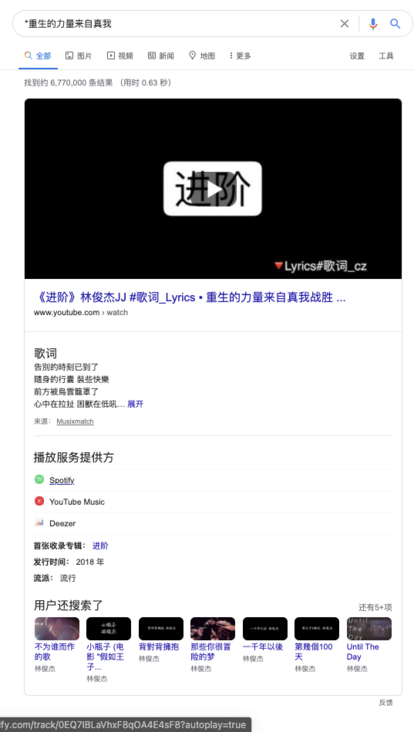 *重生的力量来自真我
全部 图片 视频 新闻 地图 更多 设置 工具
找到约 6,770,000 条结果 （用时 0.63 秒）
进阶
Lyrics#歌词_cz
《进阶》林俊杰JJ #歌词_Lyrics • 重生的力量来自真我战胜 ...
www.youtube.com › watch
歌词
告別的時刻已到了
隨身的行囊 裝些快樂
前方被烏雲籠罩了
心中在拉扯 困獸在低吼... 展开
来源： Musixmatch
播放服务提供方
Spotify
YouTube Music
Deezer
首张收录专辑： 进阶
发行时间： 2018 年
流派： 流行
用户还搜索了 还有5+项
不为谁而作的歌
林俊杰
小瓶子 (电影 "假如王子...
林俊杰
背對背擁抱
林俊杰
那些你很冒险的梦
林俊杰
一千年以後
林俊杰
第幾個100天
林俊杰
Until The Day
林俊杰
反馈
ify.com/track/0EQ7IBLaVhxF8qOA4E4sF8?autoplay=true